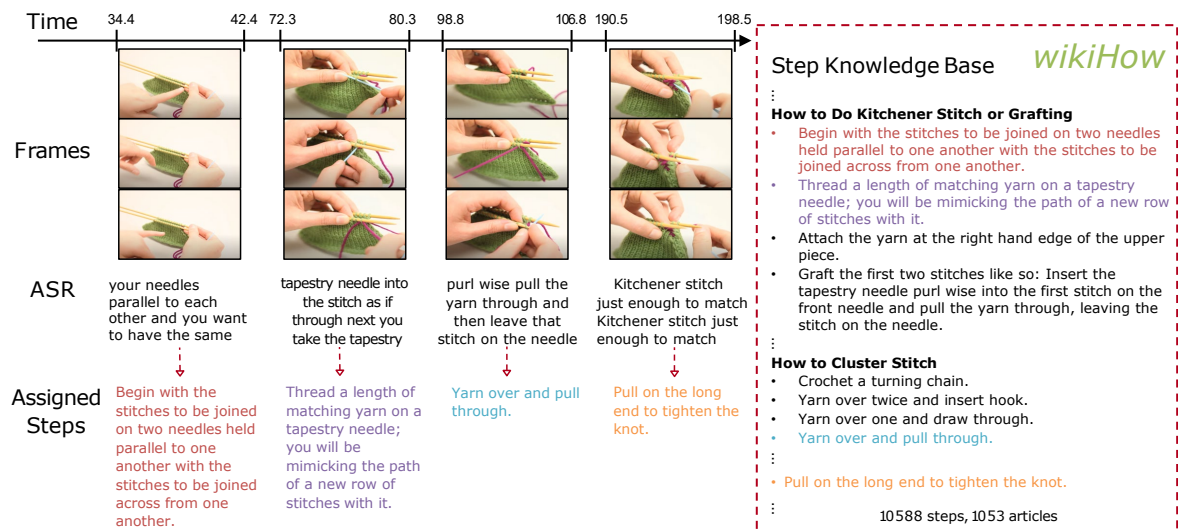 Time
34.4 42.4 72.3 80.3 98.8 106.8 190.5 198.5
Frames
ASR
your needles
parallel to each
other and you want
to have the same
tapestry needle into
the stitch as if
through next you
take the tapestry
purl wise pull the
yarn through and
then leave that
stitch on the needle
Kitchener stitch
just enough to match
Kitchener stitch just
enough to match
Assigned
Steps
Begin with the
stitches to be joined
on two needles held
parallel to one
another with the
stitches to be joined
across from one
another.
Thread a length of
matching yarn on a
tapestry needle;
you will be
mimicking the path
of a new row of
stitches with it.
Yarn over and pull
through.
Pull on the long
end to tighten the
knot.
Step Knowledge Base
wikiHow
⋮
How to Do Kitchener Stitch or Grafting
• Begin with the stitches to be joined on two needles
held parallel to one another with the stitches to be
joined across from one another.
• Thread a length of matching yarn on a tapestry
needle; you will be mimicking the path of a new row
of stitches with it.
• Attach the yarn at the right hand edge of the upper
piece.
• Graft the first two stitches like so: Insert the
tapestry needle purl wise into the first stitch on the
front needle and pull the yarn through, leaving the
stitch on the needle.
⋮
How to Cluster Stitch
• Crochet a turning chain.
• Yarn over twice and insert hook.
• Yarn over one and draw through.
• Yarn over and pull through.
⋮
• Pull on the long end to tighten the knot.
⋮
10588 steps, 1053 articles